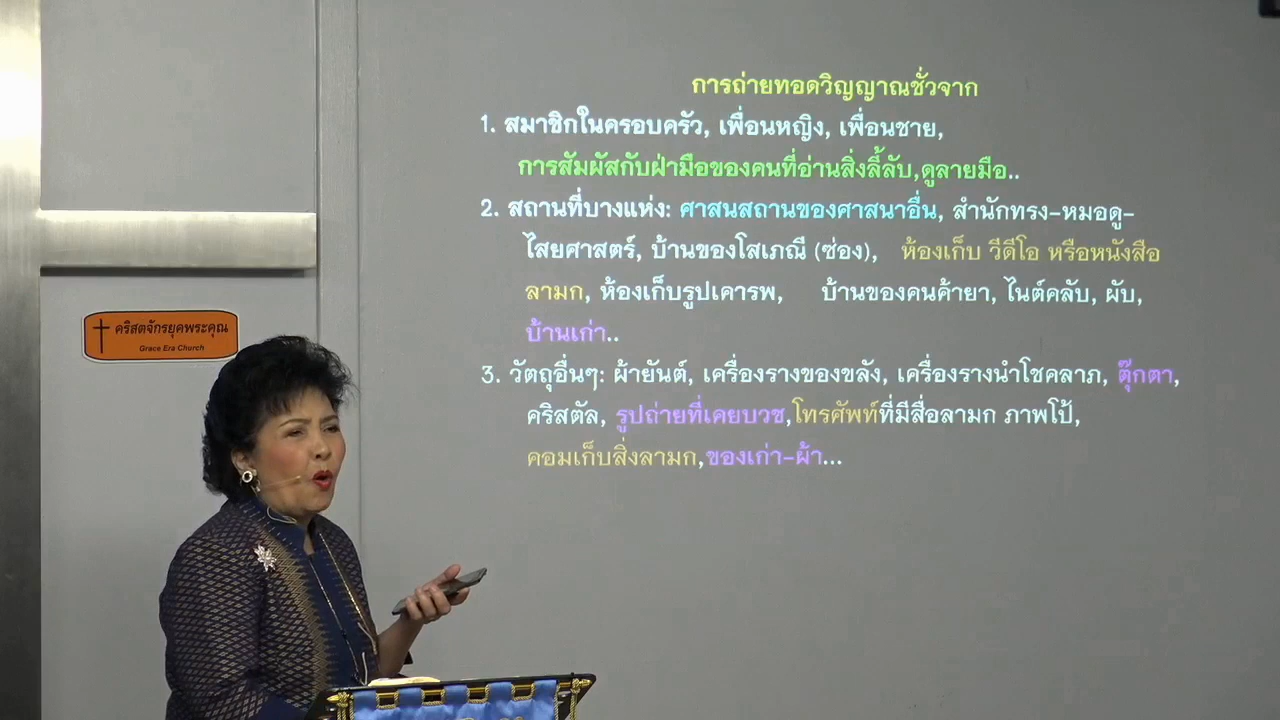 การถ่ายทอดวิญญาณชั่วจาก
1. สมาชิกในครอบครัว, เพื่อนหญิง, เพื่อนชาย,
การสัมผัสกับฝ่ามือของคนที่อ่านสิ่งลี้ลับ,ดูลายมือ..
2. สถานที่บางแห่ง: ศาสนสถานของศาสนาอื่น, สำนักทรง-หมอดู-
ไสยศาสตร์, บ้านของโสเภณี (ซ่อง), ห้องเก็บ วีดีโอ หรือหนังสือ
ลามก, ห้องเก็บรูปเคารพ, บ้านของคนค้ายา, ไนต์คลับ, ผับ,
บ้านเก่า..
3. วัตถุอื่นๆ: ผ้ายันต์, เครื่องรางของขลัง, เครื่องรางนำโชคลาภ, ตุ๊กตา,
คริสตัล, รูปถ่ายที่เคยบวช,โทรศัพท์ที่มีสื่อลามก ภาพโป้,
คอมเก็บสิ่งลามก,ของเก่า-ผ้า...
คริสตจักรยุคพระคุณ
Grace Era Church